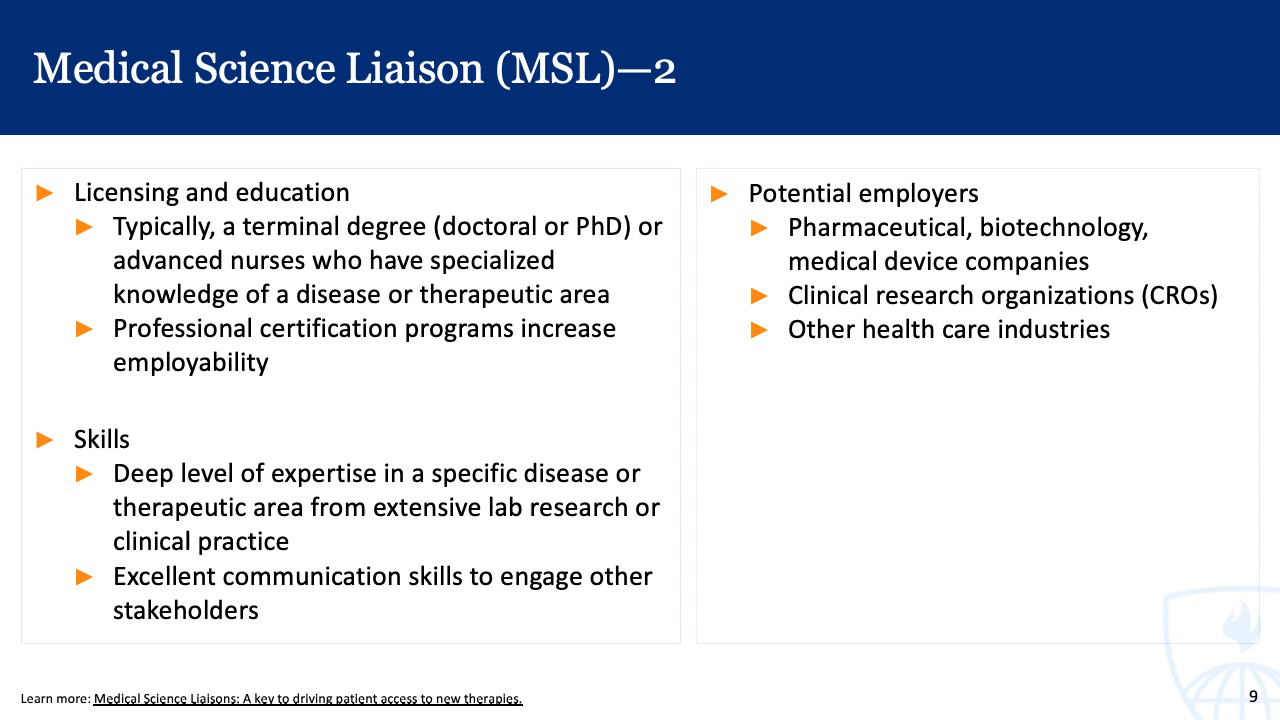 Medical Science Liaison (MSL)—2
► Licensing and education
► Typically, a terminal degree (doctoral or PhD) or
advanced nurses who have specialized
knowledge of a disease or therapeutic area
► Professional certification programs increase
employability
► Skills
► Deep level of expertise in a specific disease or
therapeutic area from extensive lab research or
clinical practice
► Excellent communication skills to engage other
stakeholders
► Potential employers
► Pharmaceutical, biotechnology,
medical device companies
► Clinical research organizations (CROs)
► Other health care industries
Learn more: Medical Science Liaisons: A key to driving patient access to new therapies.
9